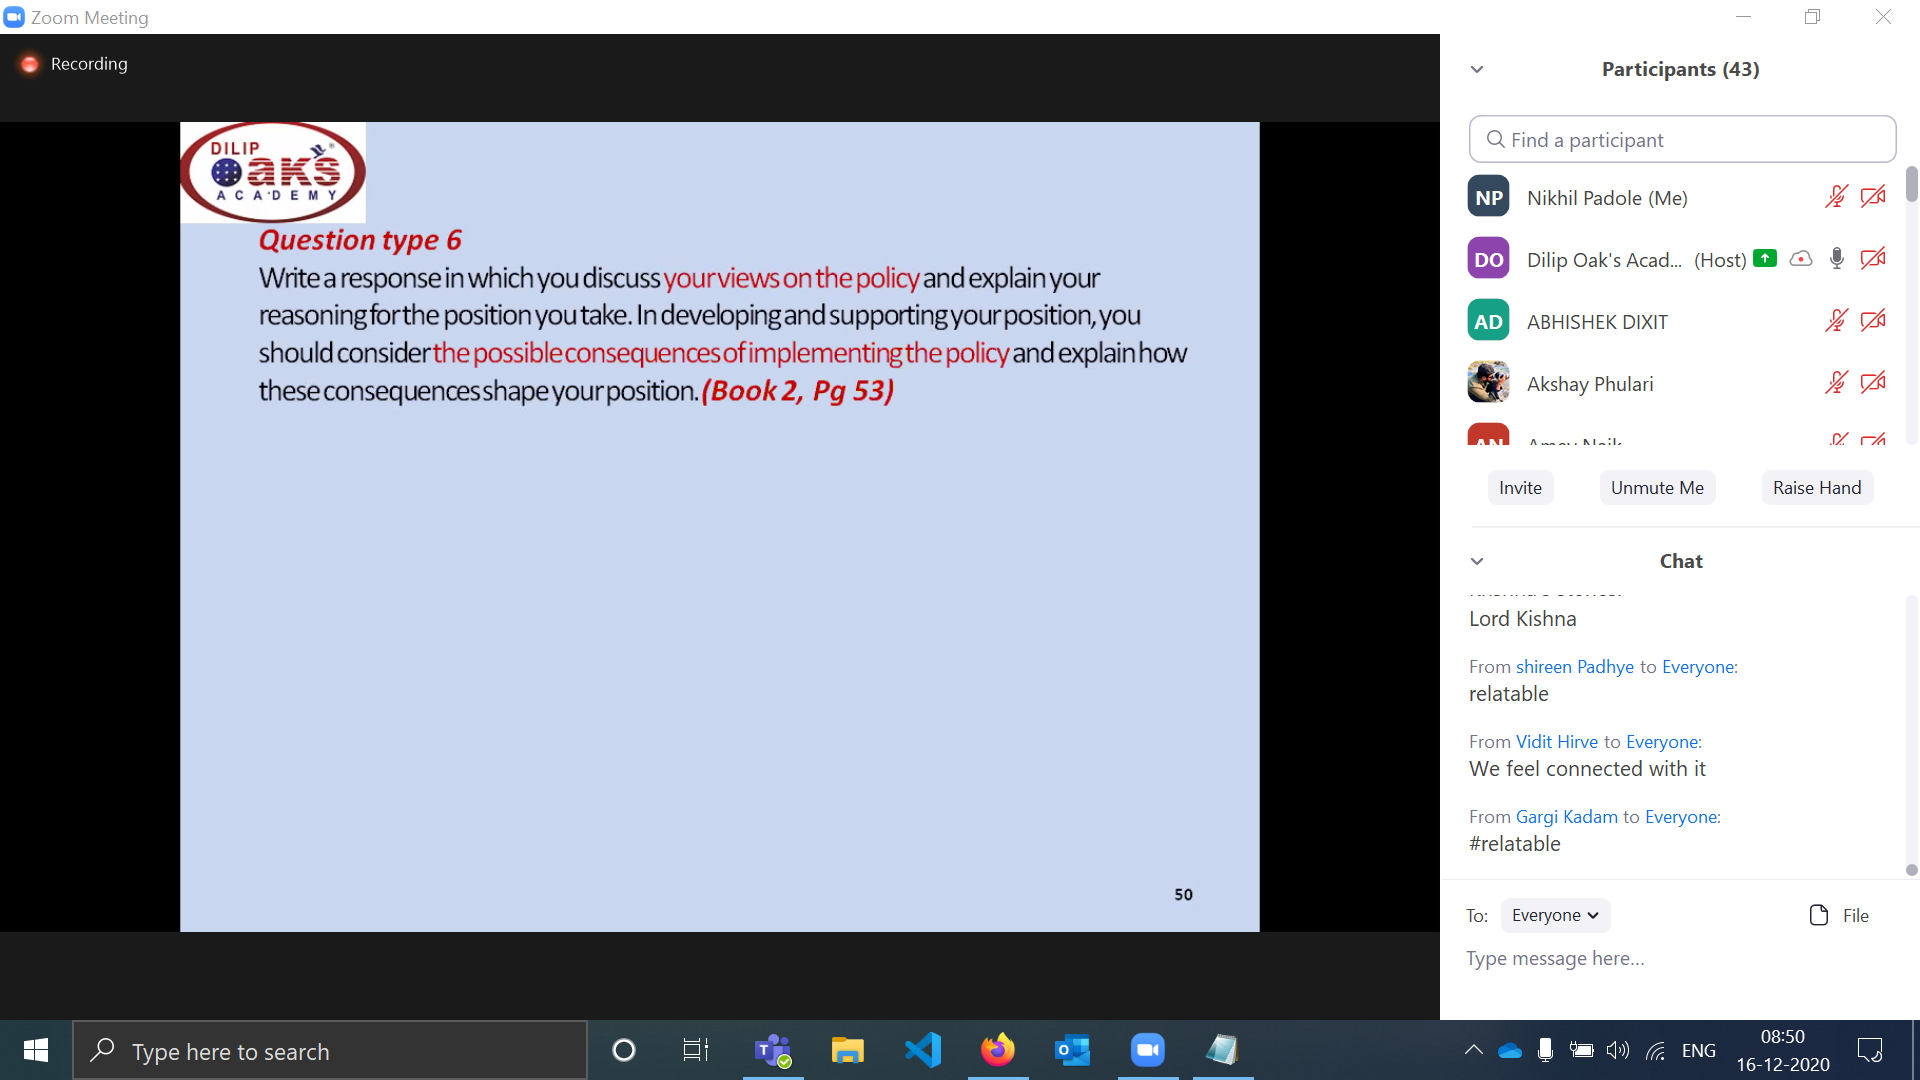 Zoom Meeting
Recording
DILIP
Oaks
ACADEMY
Question type 6
Write a response in which you discuss your views on the policy and explain your
reasoning for the position you take. In developing and supporting your position, you
should consider the possible consequences of implementing the policy and explain how
these consequences shape your position. (Book 2, Pg 53)
50
Participants (43)
Find a participant
NP Nikhil Padole (Me)
DO Dilip Oak's Acad... (Host)
AD ABHISHEK DIXIT
Akshay Phulari
AN Amey Naik
Invite Unmute Me Raise Hand
Chat
Lord Kishna
From shireen Padhye to Everyone:
relatable
From Vidit Hirve to Everyone:
We feel connected with it
From Gargi Kadam to Everyone:
#relatable
To: Everyone File
Type message here...
Type here to search
ENG
08:50
16-12-2020